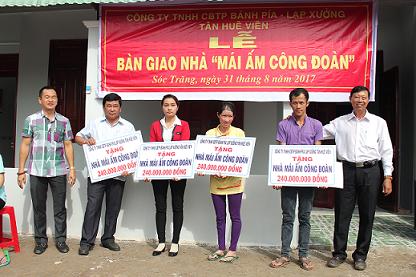 CÔNG TY TNHH CBTP BÁNH PÍA - LẠP XƯỞNG
TÂN HUÊ VIÊN
LỄ
BÀN GIAO NHÀ “MÁI ẤM CÔNG ĐOÀN”
Sóc Trăng, ngày 31 tháng 8 năm 2017
TẶNG
NHÀ MÁI ẤM CÔNG ĐOÀN
240.000.000 ĐỒNG
TẶNG
NHÀ MÁI ẤM CÔNG ĐOÀN
240.000.000 ĐỒNG
TẶNG
NHÀ MÁI ẤM CÔNG ĐOÀN
240.000.000 ĐỒNG
TẶNG
NHÀ MÁI ẤM CÔNG ĐOÀN
240.000.000 ĐỒNG